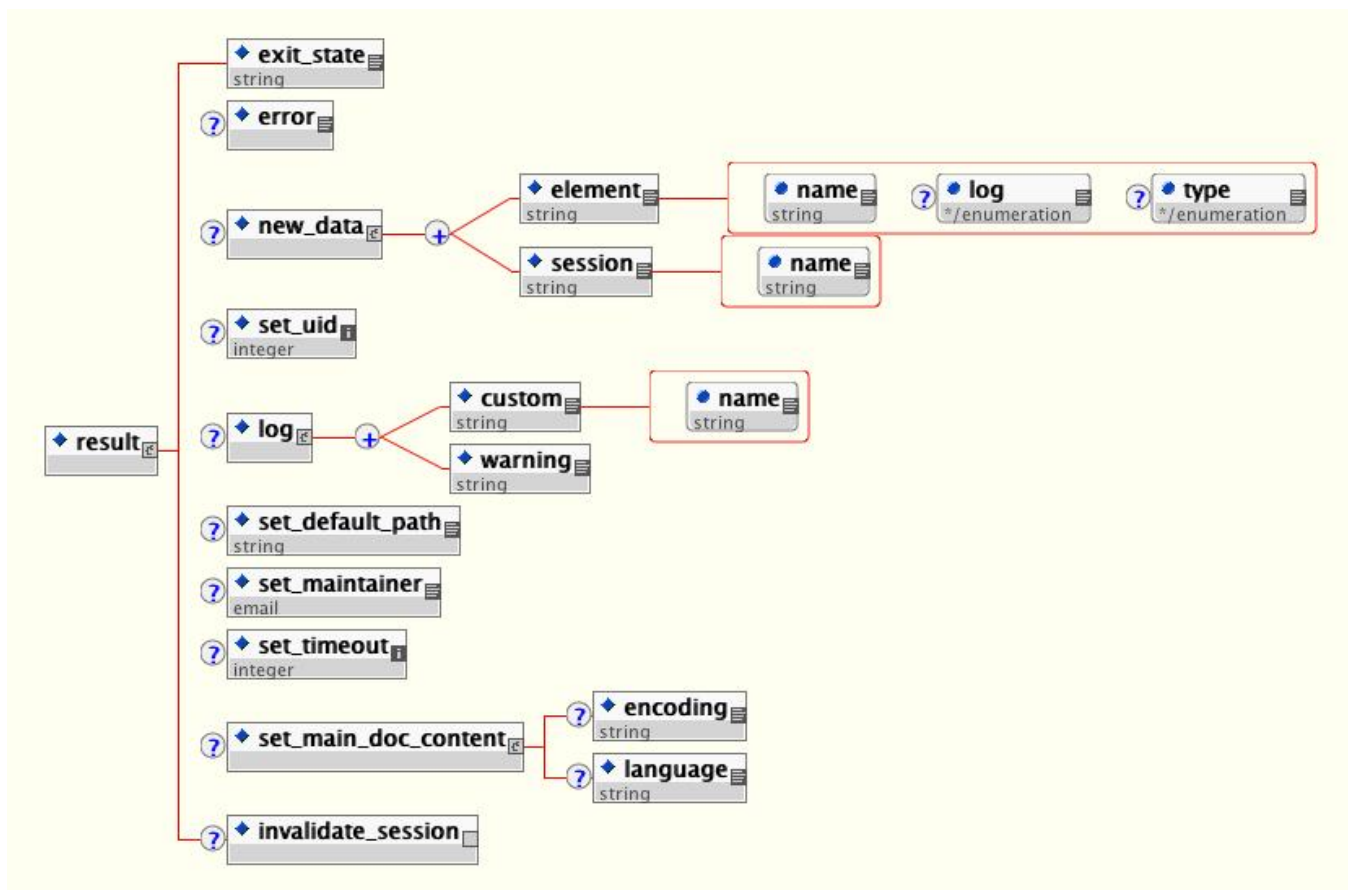 exit_state
string
? error
element
string
name
string
? log
*/enumeration
? type
*/enumeration
? new_data
+
session
string
name
string
? set_uid
integer
result
? log
+
custom
string
name
string
warning
string
? set_default_path
string
? set_maintainer
email
? set_timeout
integer
? set_main_doc_content
? encoding
string
? language
string
? invalidate_session